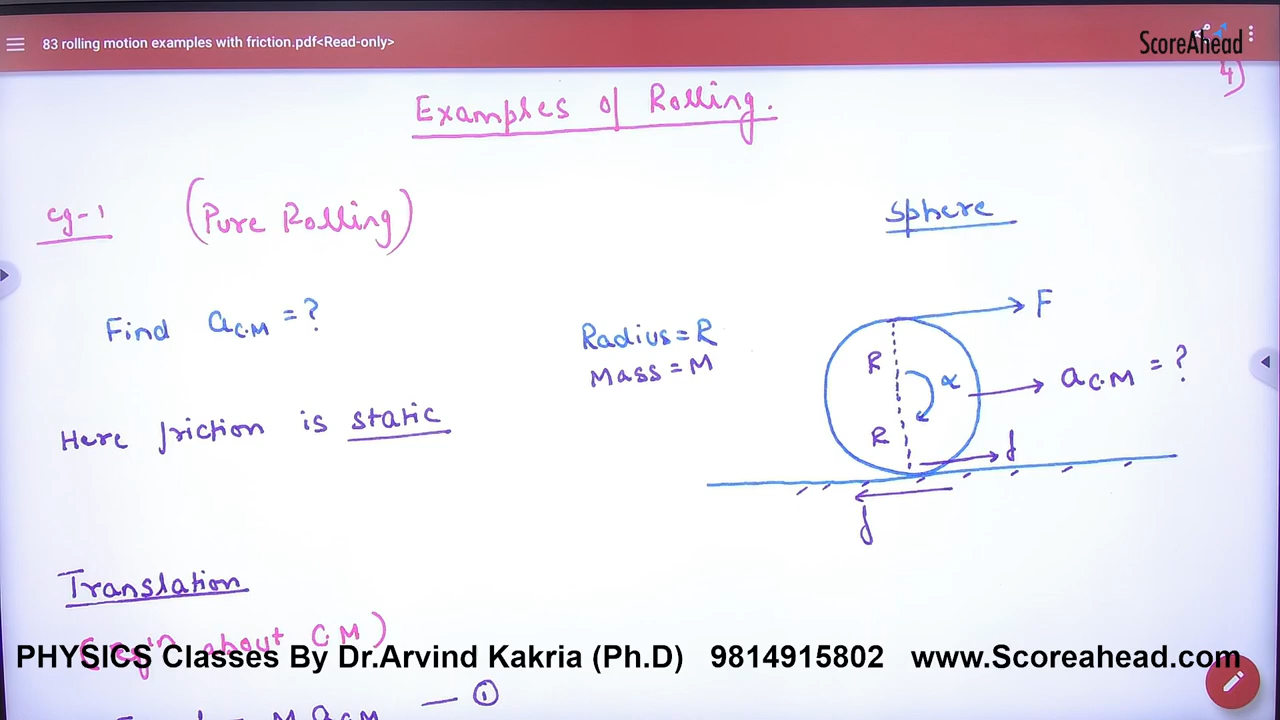 83 rolling motion examples with friction.pdf<Read-only>
ScoreAhead
4)
Examples of Rolling.
eg-1 (Pure Rolling)
Sphere
Find a C.M = ?
Radius = R
Mass = M
F
R
α
a C.M = ?
R
f
Here friction is static
f
Translation
(Eqn about C.M)
PHYSICS Classes By Dr.Arvind Kakria (Ph.D) 9814915802 www.Scoreahead.com
M a C.M — ①